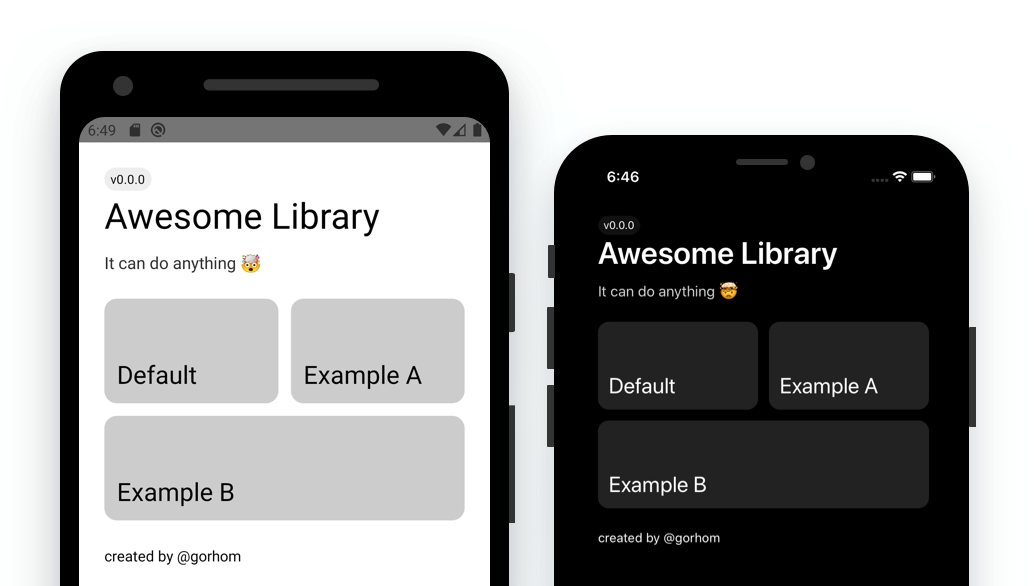 6:49
v0.0.0
Awesome Library
It can do anything 🤯
Default
Example A
Example B
created by @gorhom
6:46
v0.0.0
Awesome Library
It can do anything 🤯
Default
Example A
Example B
created by @gorhom